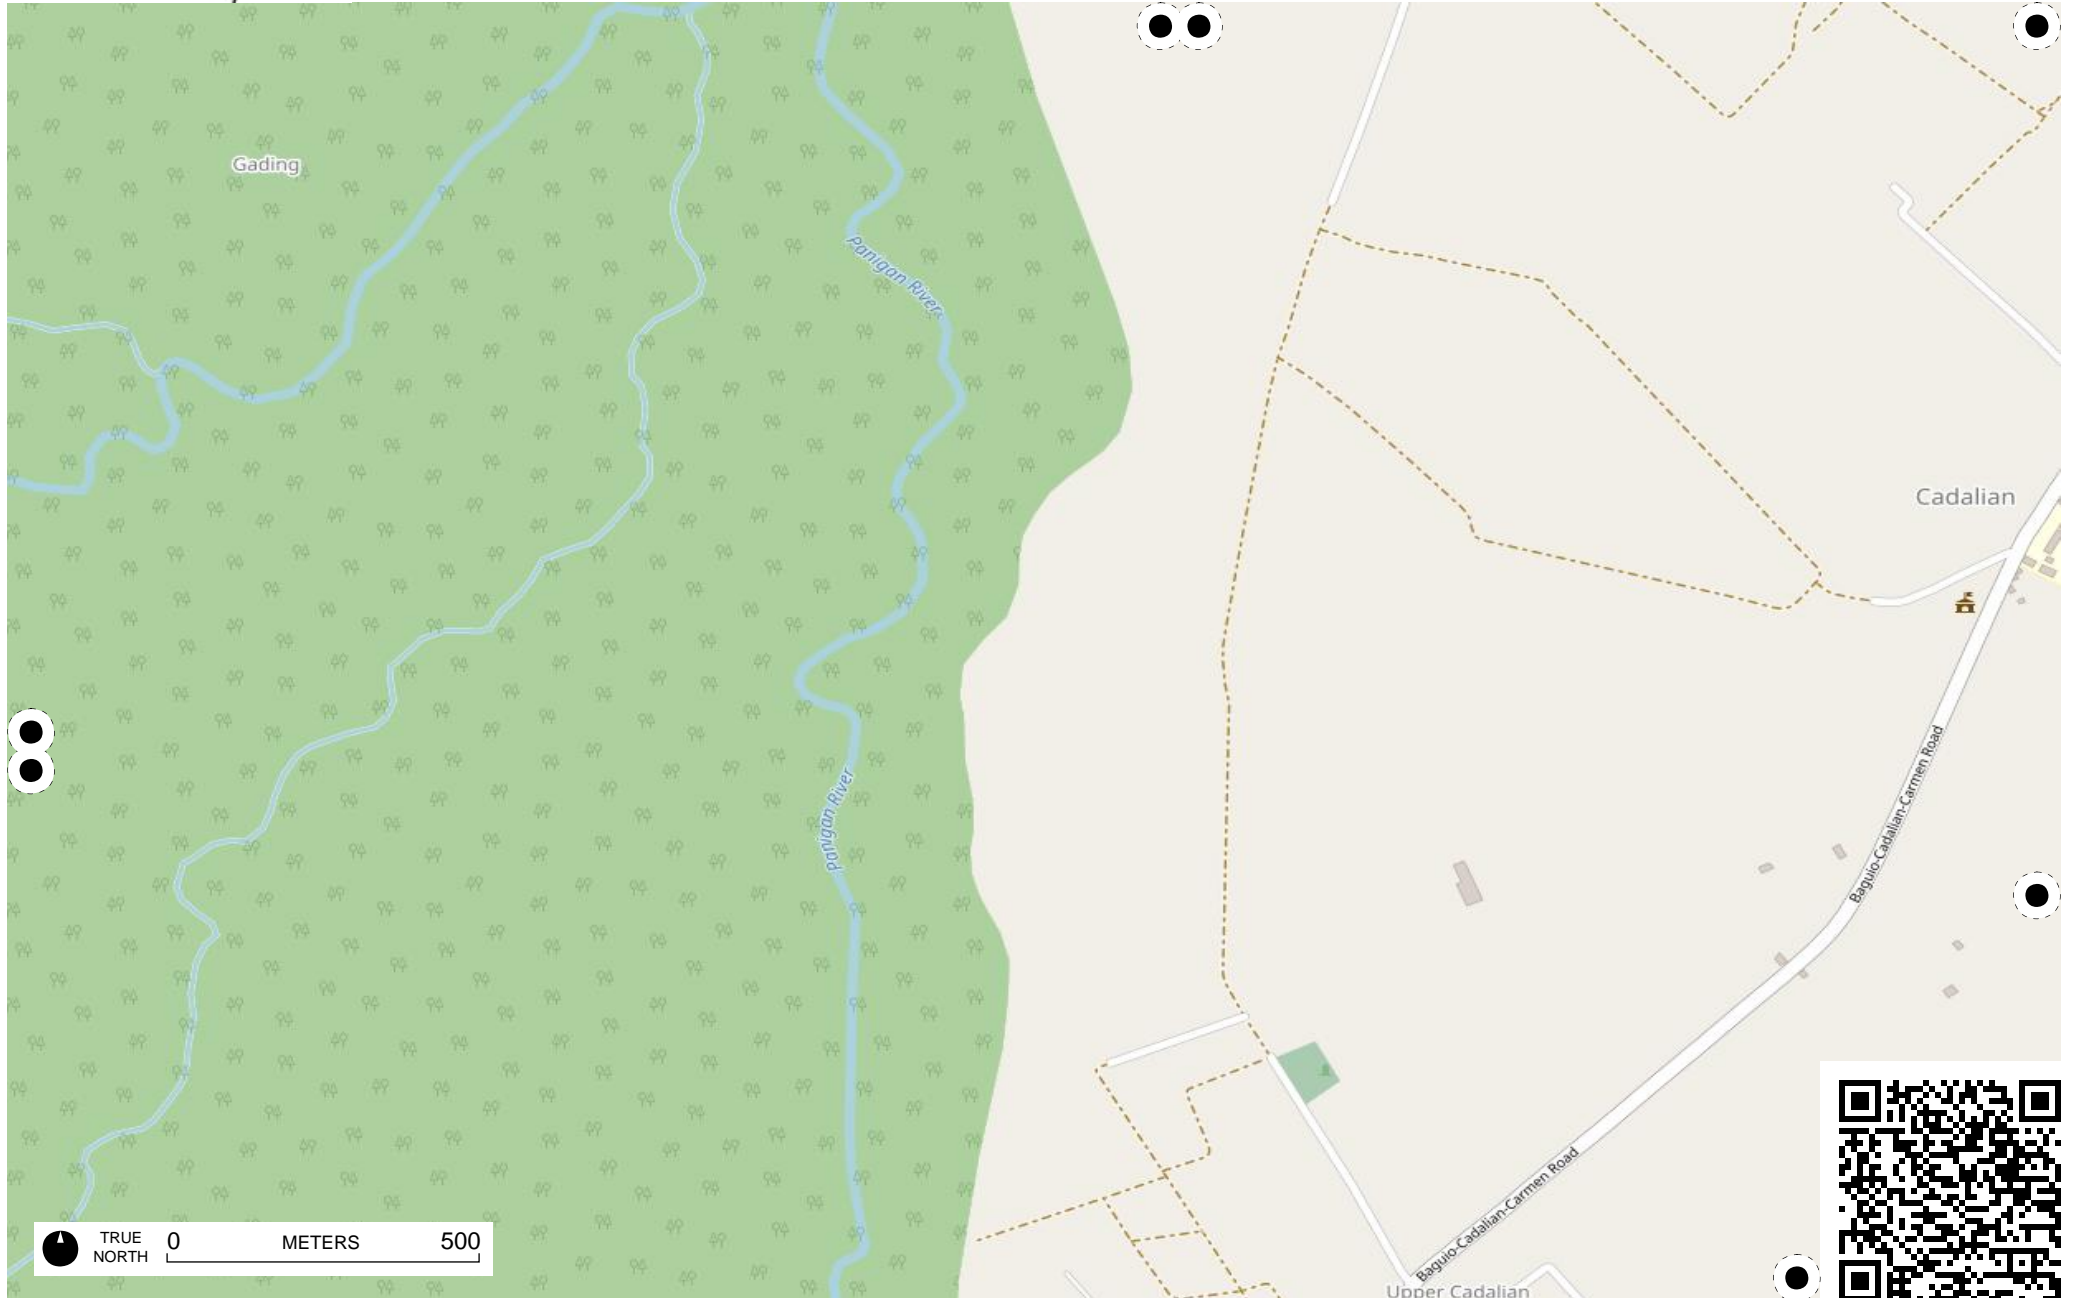 Gading
Panigan River
Cadalian
Baguio-Cadalian-Carmen Road
Panigan River
Baguio-Cadalian-Carmen Road
TRUE
NORTH
0 METERS 500
Upper Cadalian